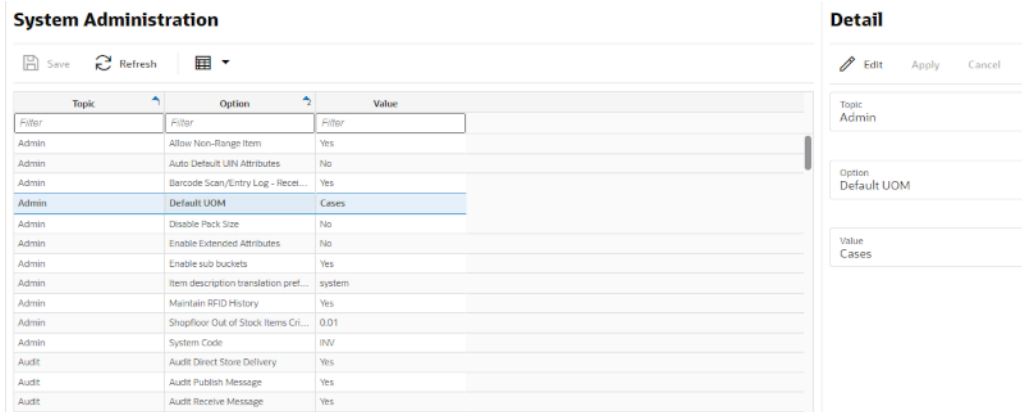 System Administration
Save Refresh
Topic Option Value
Filter Filter Filter
Admin Allow Non-Range Item Yes
Admin Auto Default UIN Attributes No
Admin Barcode Scan/Entry Log - Recei... Yes
Admin Default UOM Cases
Admin Disable Pack Size No
Admin Enable Extended Attributes No
Admin Enable sub buckets Yes
Admin Item description translation pref... system
Admin Maintain RFID History Yes
Admin Shopfloor Out of Stock Items Cri... 0.01
Admin System Code INV
Audit Audit Direct Store Delivery Yes
Audit Audit Publish Message Yes
Audit Audit Receive Message Yes
Detail
Edit Apply Cancel
Topic
Admin
Option
Default UOM
Value
Cases